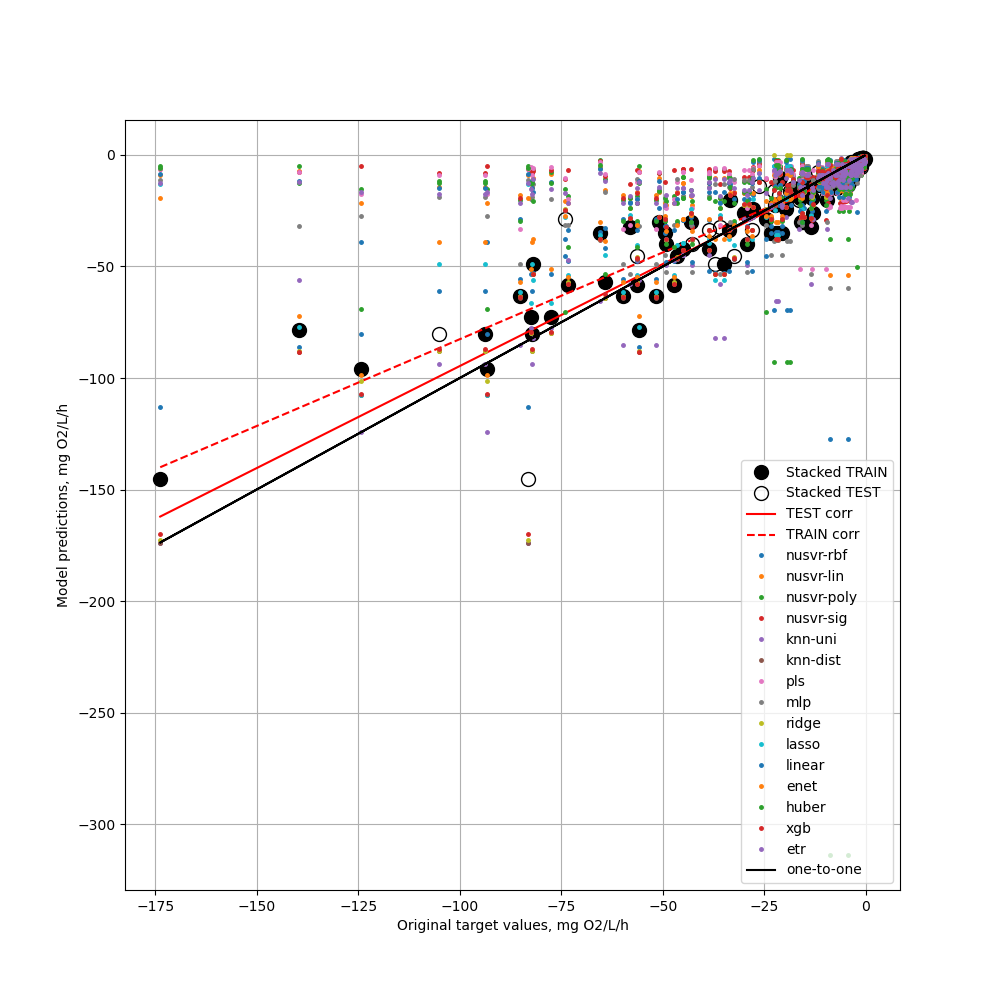 0
−50
−100
−150
−200
−250
−300
Model predictions, mg O2/L/h
−175
−150
−125
−100
−75
−50
−25
0
Original target values, mg O2/L/h
Stacked TRAIN
Stacked TEST
TEST corr
TRAIN corr
nusvr-rbf
nusvr-lin
nusvr-poly
nusvr-sig
knn-uni
knn-dist
pls
mlp
ridge
lasso
linear
enet
huber
xgb
etr
one-to-one